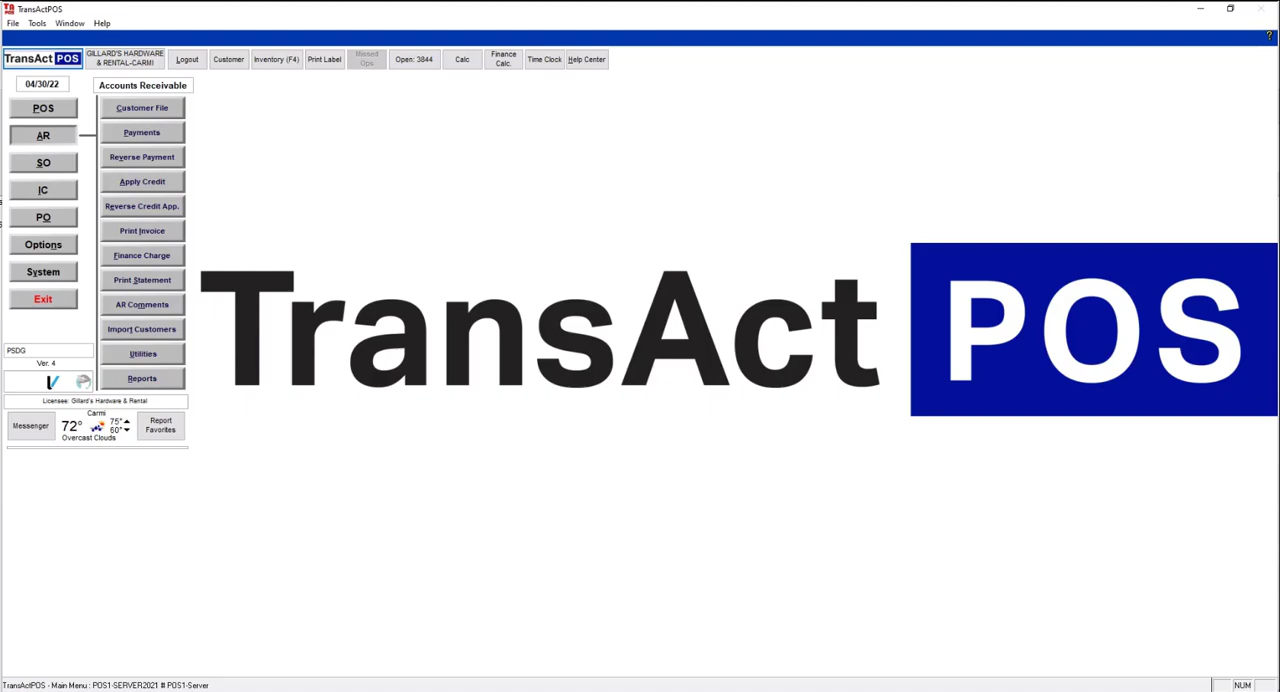 TransActPOS
File Tools Window Help
?
TransAct POS
GILLARD'S HARDWARE
& RENTAL-CARMI
Logout
Customer
Inventory (F4)
Print Label
Missed
Ops
Open: 3844
Calc
Finance
Calc.
Time Clock
Help Center
04/30/22
POS
AR
SO
IC
PO
Options
System
Exit
Accounts Receivable
Customer File
Payments
Reverse Payment
Apply Credit
Reverse Credit App.
Print Invoice
Finance Charge
Print Statement
AR Comments
Import Customers
Utilities
Reports
TransAct POS
PSDG
Ver. 4
Licensee: Gillard's Hardware & Rental
Messenger
Carmi
72°
75°
60°
Overcast Clouds
Report
Favorites
TransActPOS - Main Menu : POS1-SERVER2021 # POS1-Server
NUM